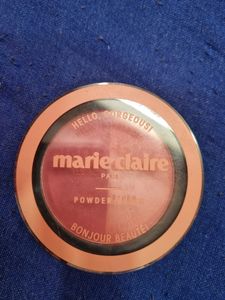 HELLO, GORGEOUS!
marie claire
PARIS
POWDER
BONJOUR BEAUTÉ!